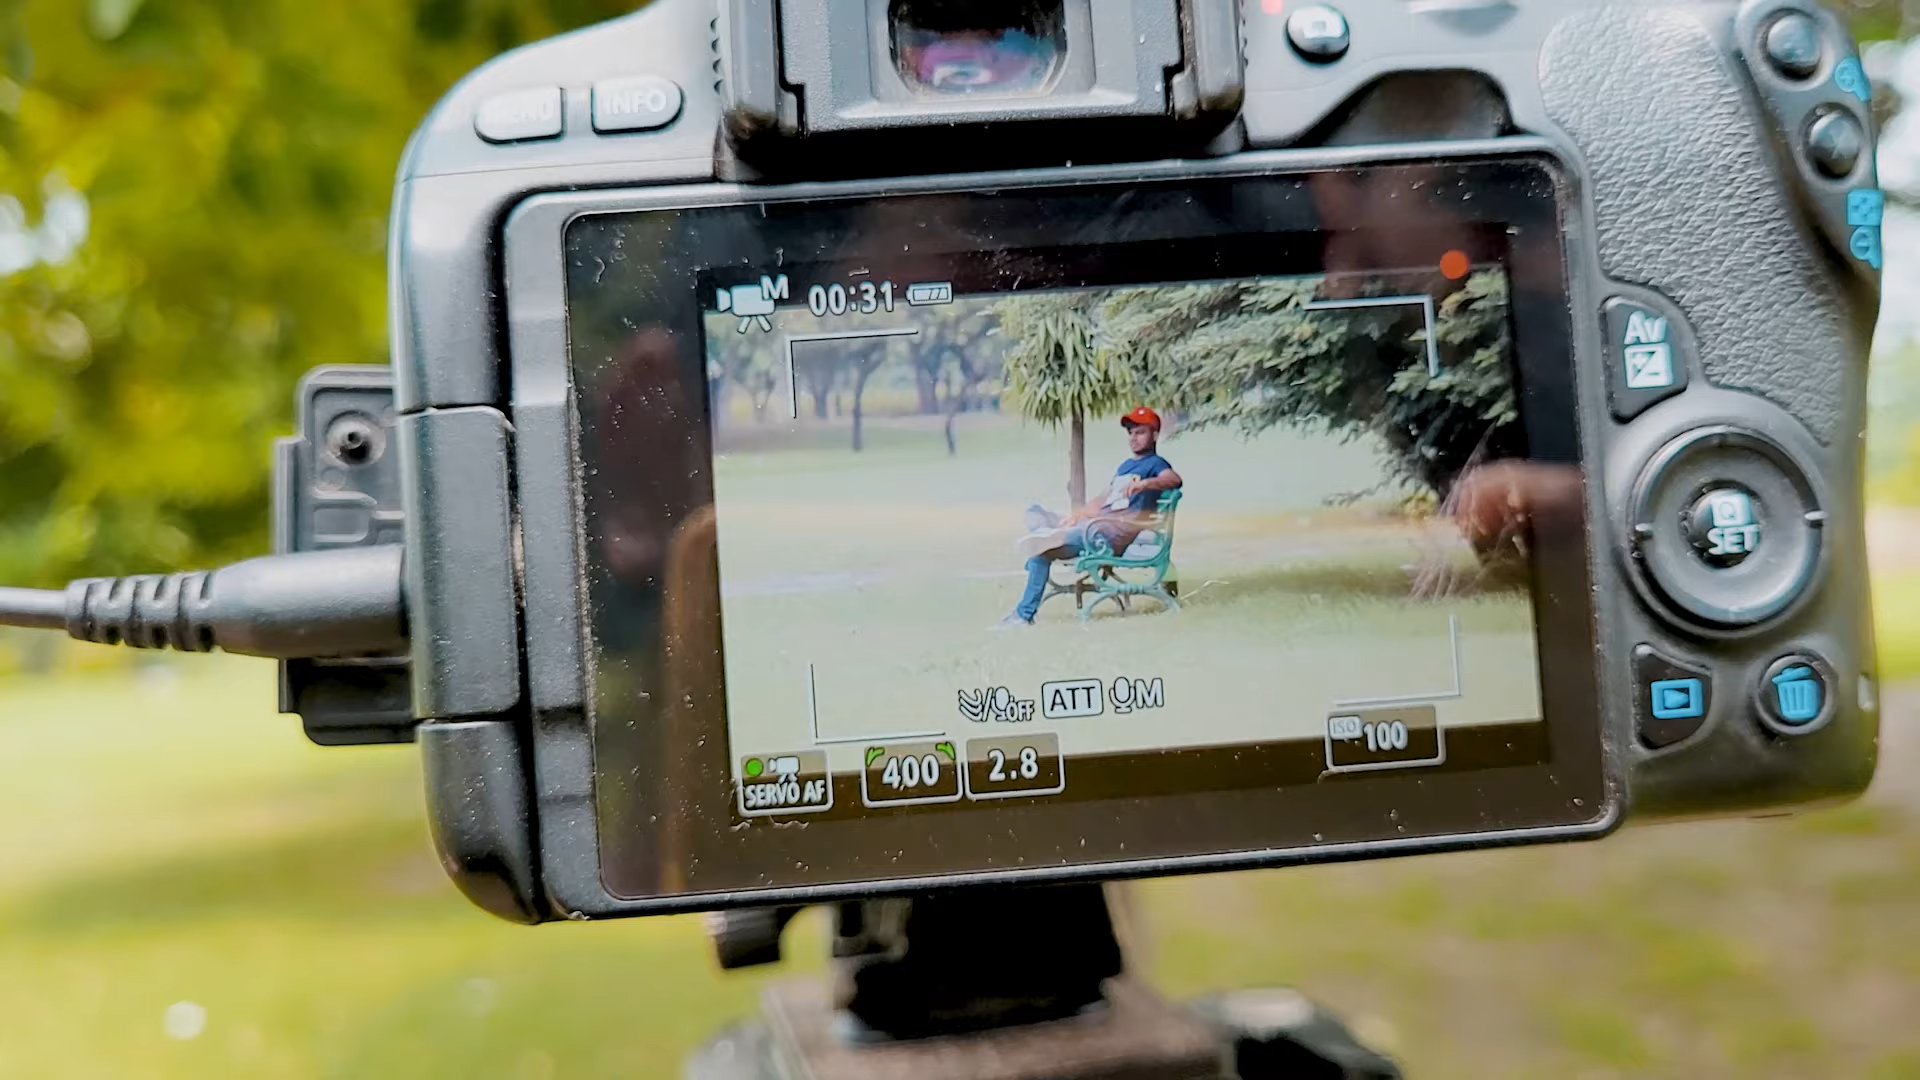 MENU INFO
M 00:31
Av
Q
SET
OFF ATT M
ISO 100
SERVO AF 400 2.8